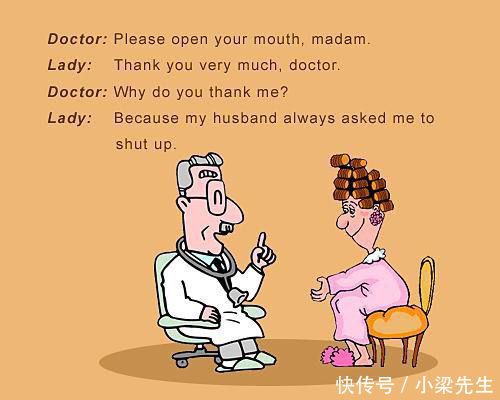 Doctor: Please open your mouth, madam.
Lady: Thank you very much, doctor.
Doctor: Why do you thank me?
Lady: Because my husband always asked me to
shut up.
快传号 / 小梁先生